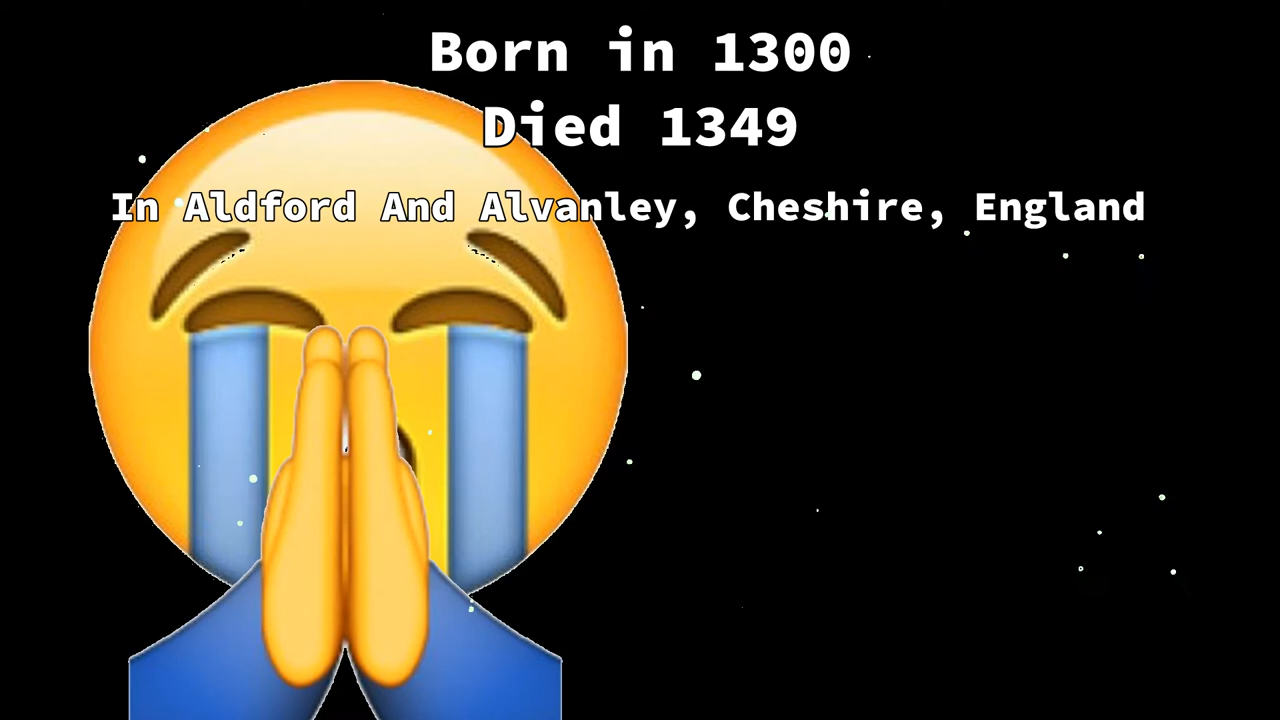 Born in 1300
Died 1349
In Aldford And Alvanley, Cheshire, England